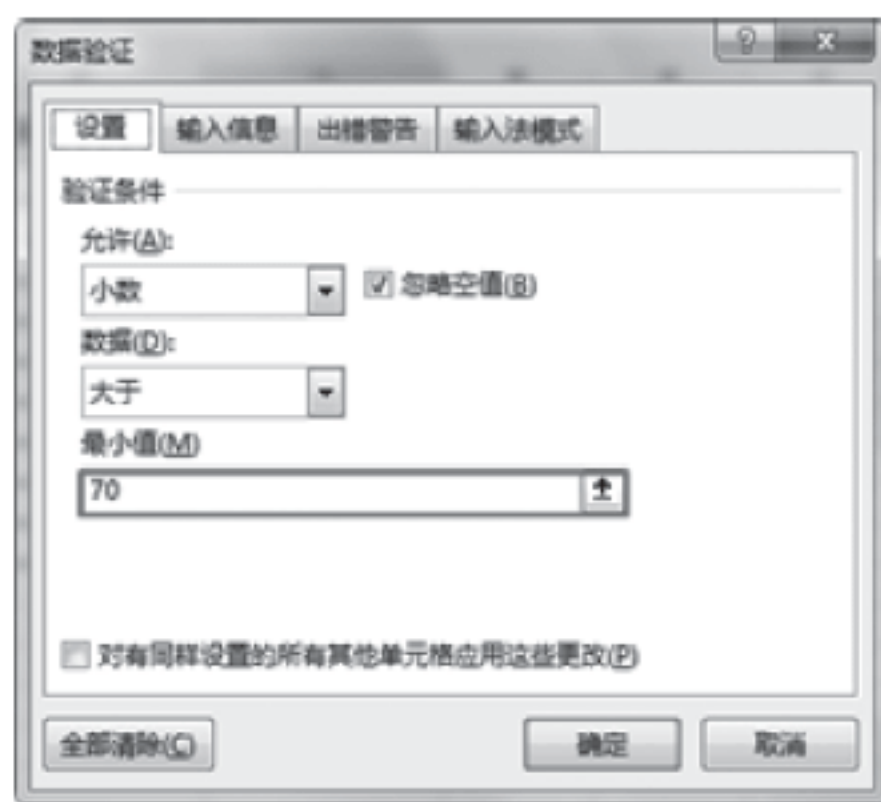 数据验证
设置 输入信息 出错警告 输入法模式
验证条件
允许(A):
小数 忽略空值(B)
数据(D):
大于
最小值(M)
70
对有同样设置的所有其他单元格应用这些更改(P)
全部清除(C) 确定 取消